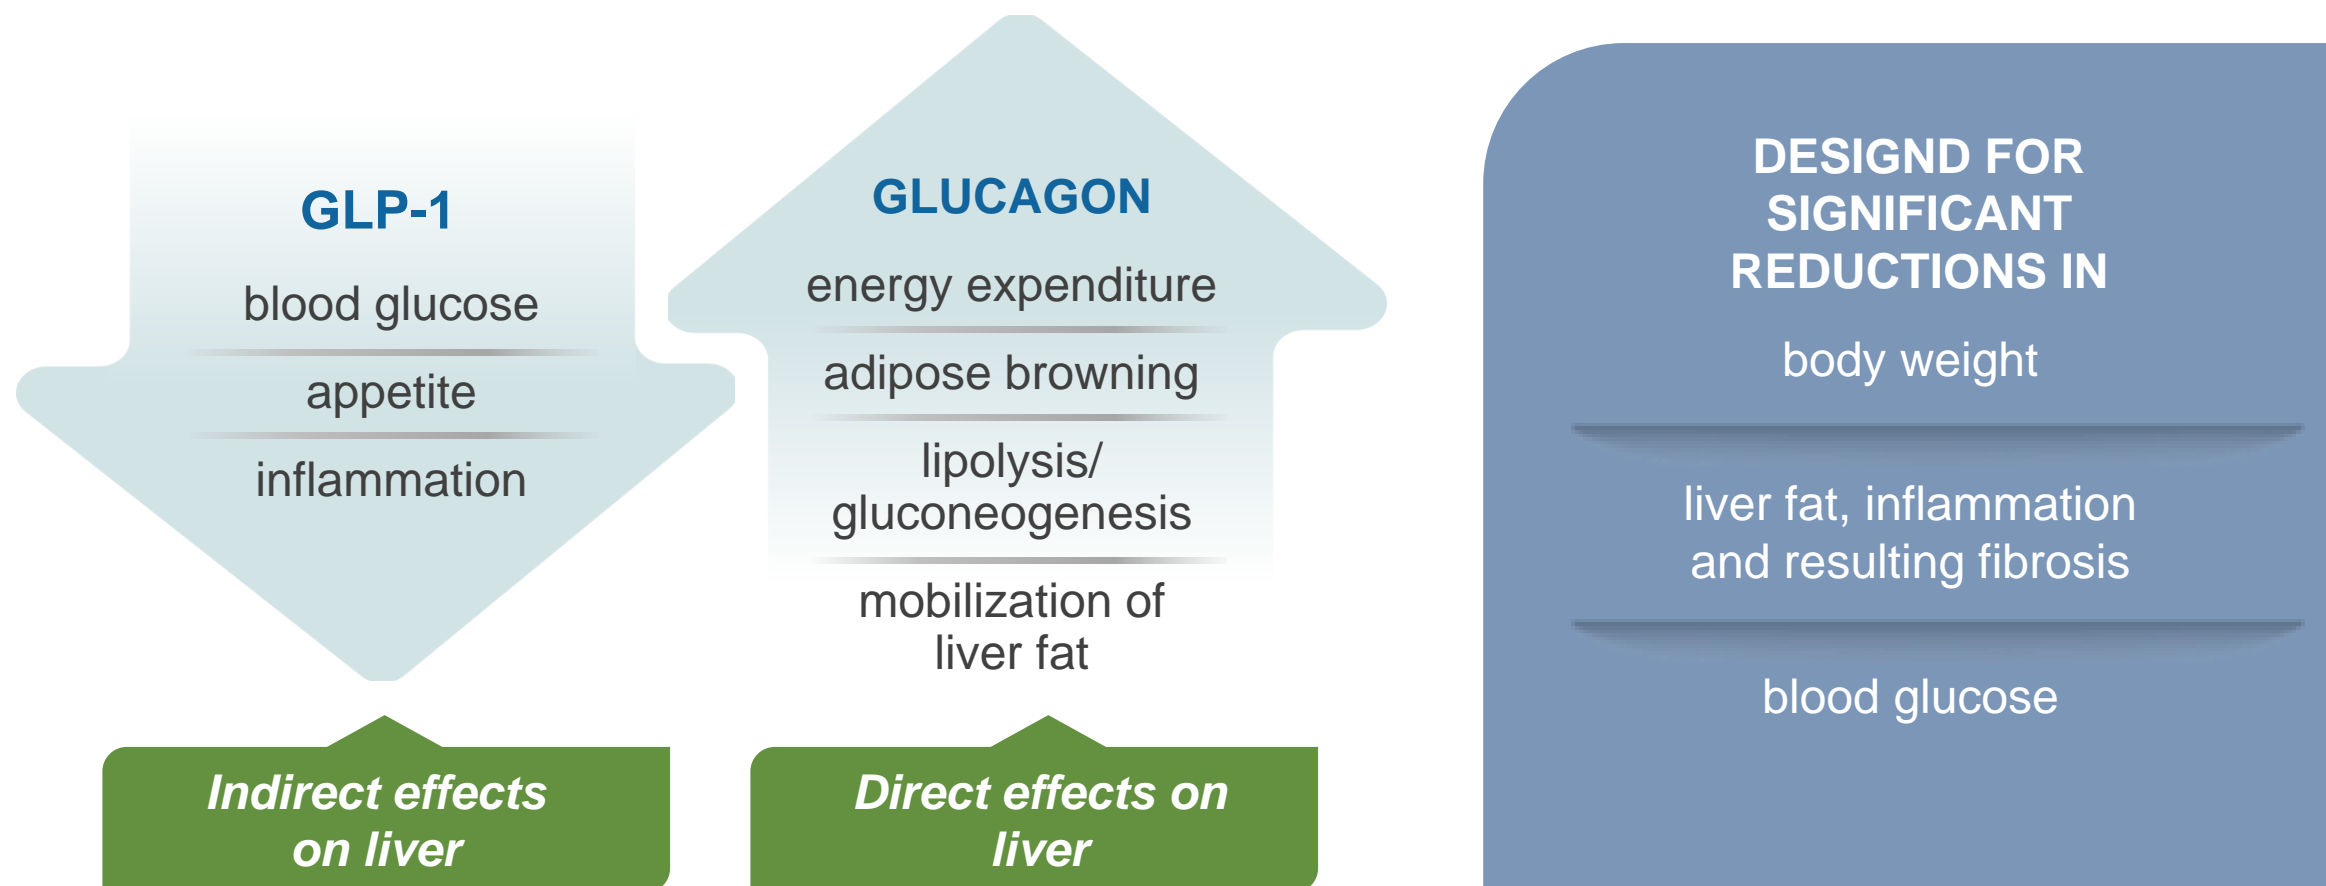 GLP-1
blood glucose
appetite
inflammation
Indirect effects
on liver
GLUCAGON
energy expenditure
adipose browning
lipolysis/
gluconeogenesis
mobilization of
liver fat
Direct effects on
liver
DESIGND FOR
SIGNIFICANT
REDUCTIONS IN
body weight
liver fat, inflammation
and resulting fibrosis
blood glucose